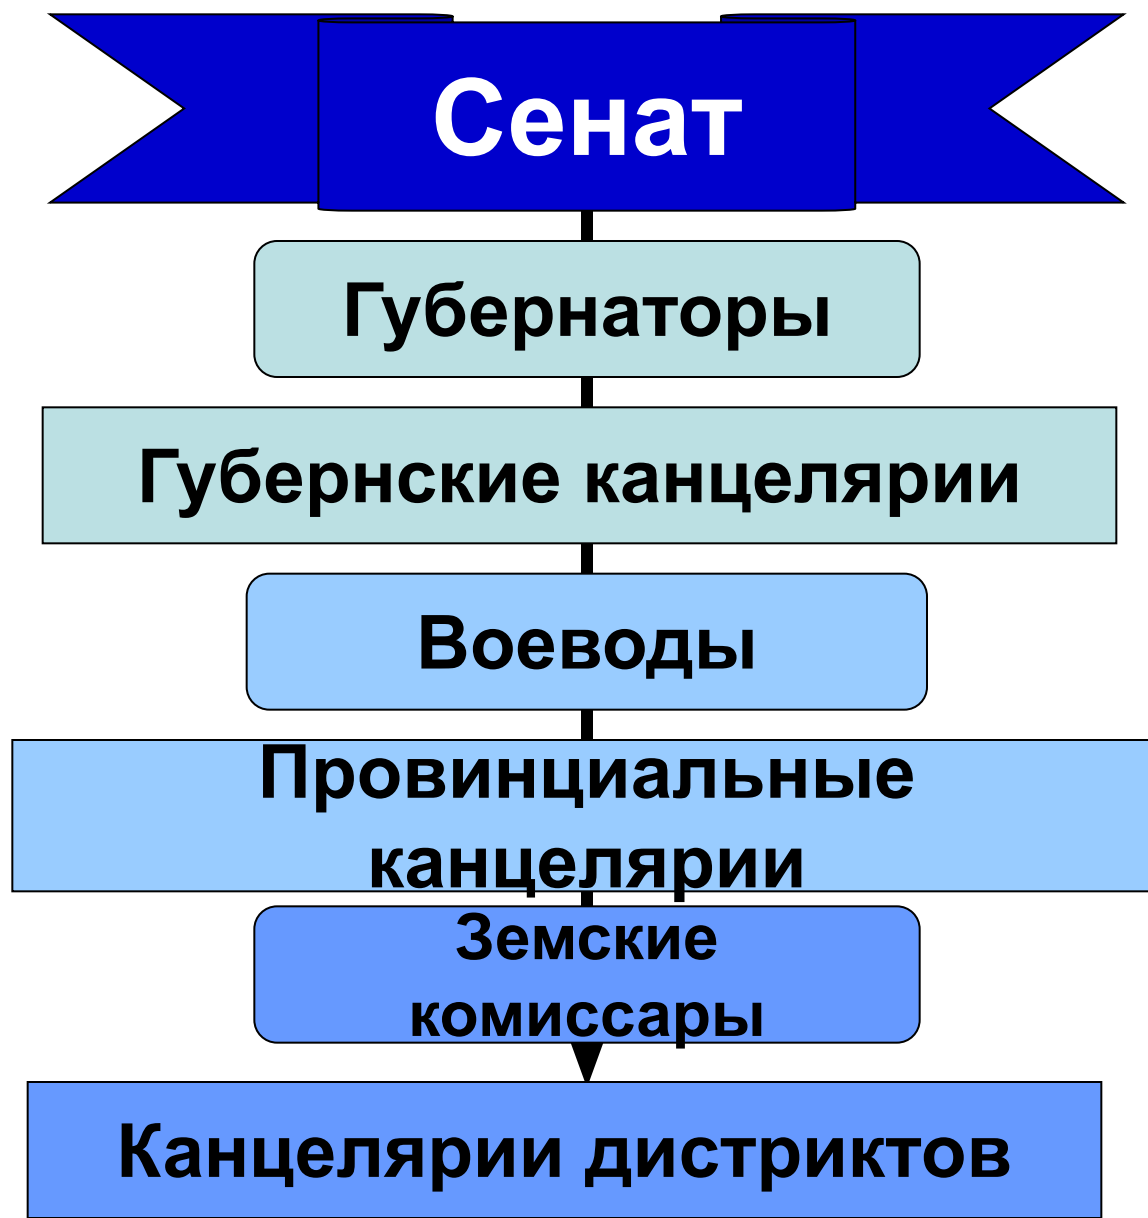 Сенат
Губернаторы
Губернские канцелярии
Воеводы
Провинциальные
канцелярии
Земские
комиссары
Канцелярии дистриктов